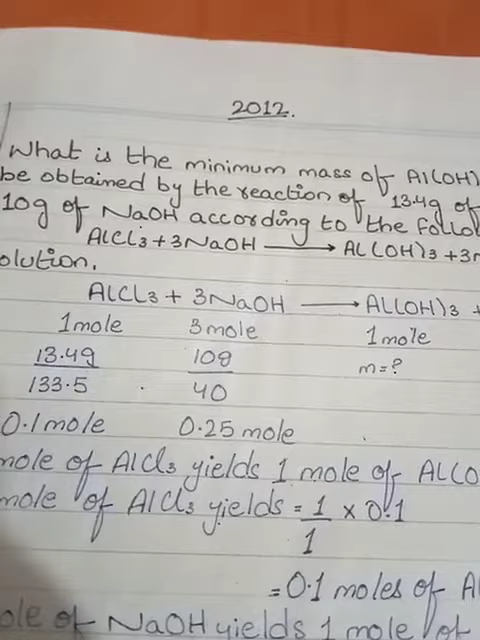 2012.
What is the minimum mass of Al(OH)
be obtained by the reaction of 13.4g of
10g of NaOH according to the follo
AlCl3 + 3NaOH ⟶ Al(OH)3 + 3n
olution.
AlCl3 + 3NaOH ⟶ Al(OH)3 +
1mole 3mole 1mole
13.49 108 m=?
133.5 40
0.1mole 0.25 mole
mole of AlCl3 yields 1 mole of Al(O
mole of AlCl3 yields = 1/1 x 0.1
= 0.1 moles of A
ole of NaOH yields 1 mole of